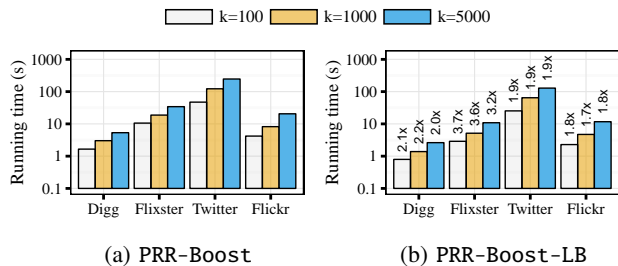 k=100 k=1000 k=5000
Running time (s)
1000
100
10
1
0.1
Digg Flixster Twitter Flickr
(a) PRR-Boost
Running time (s)
1000
100
10
1
0.1
2.1x 2.2x 2.0x 3.7x 3.6x 3.2x 1.9x 1.9x 1.9x 1.8x 1.7x 1.8x
Digg Flixster Twitter Flickr
(b) PRR-Boost-LB